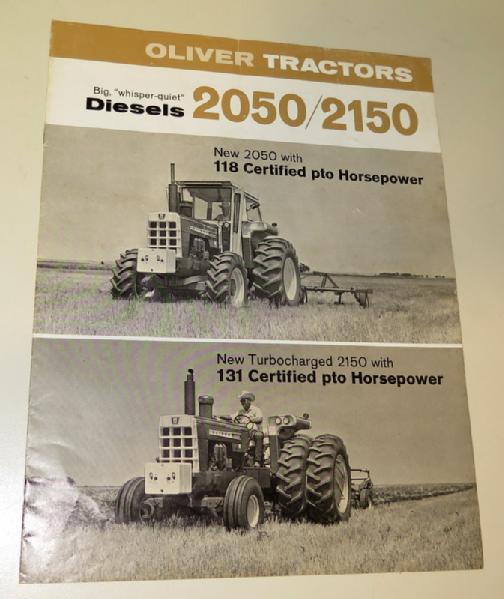 OLIVER TRACTORS
Big, "whisper-quiet"
Diesels 2050/2150
New 2050 with
118 Certified pto Horsepower
New Turbocharged 2150 with
131 Certified pto Horsepower